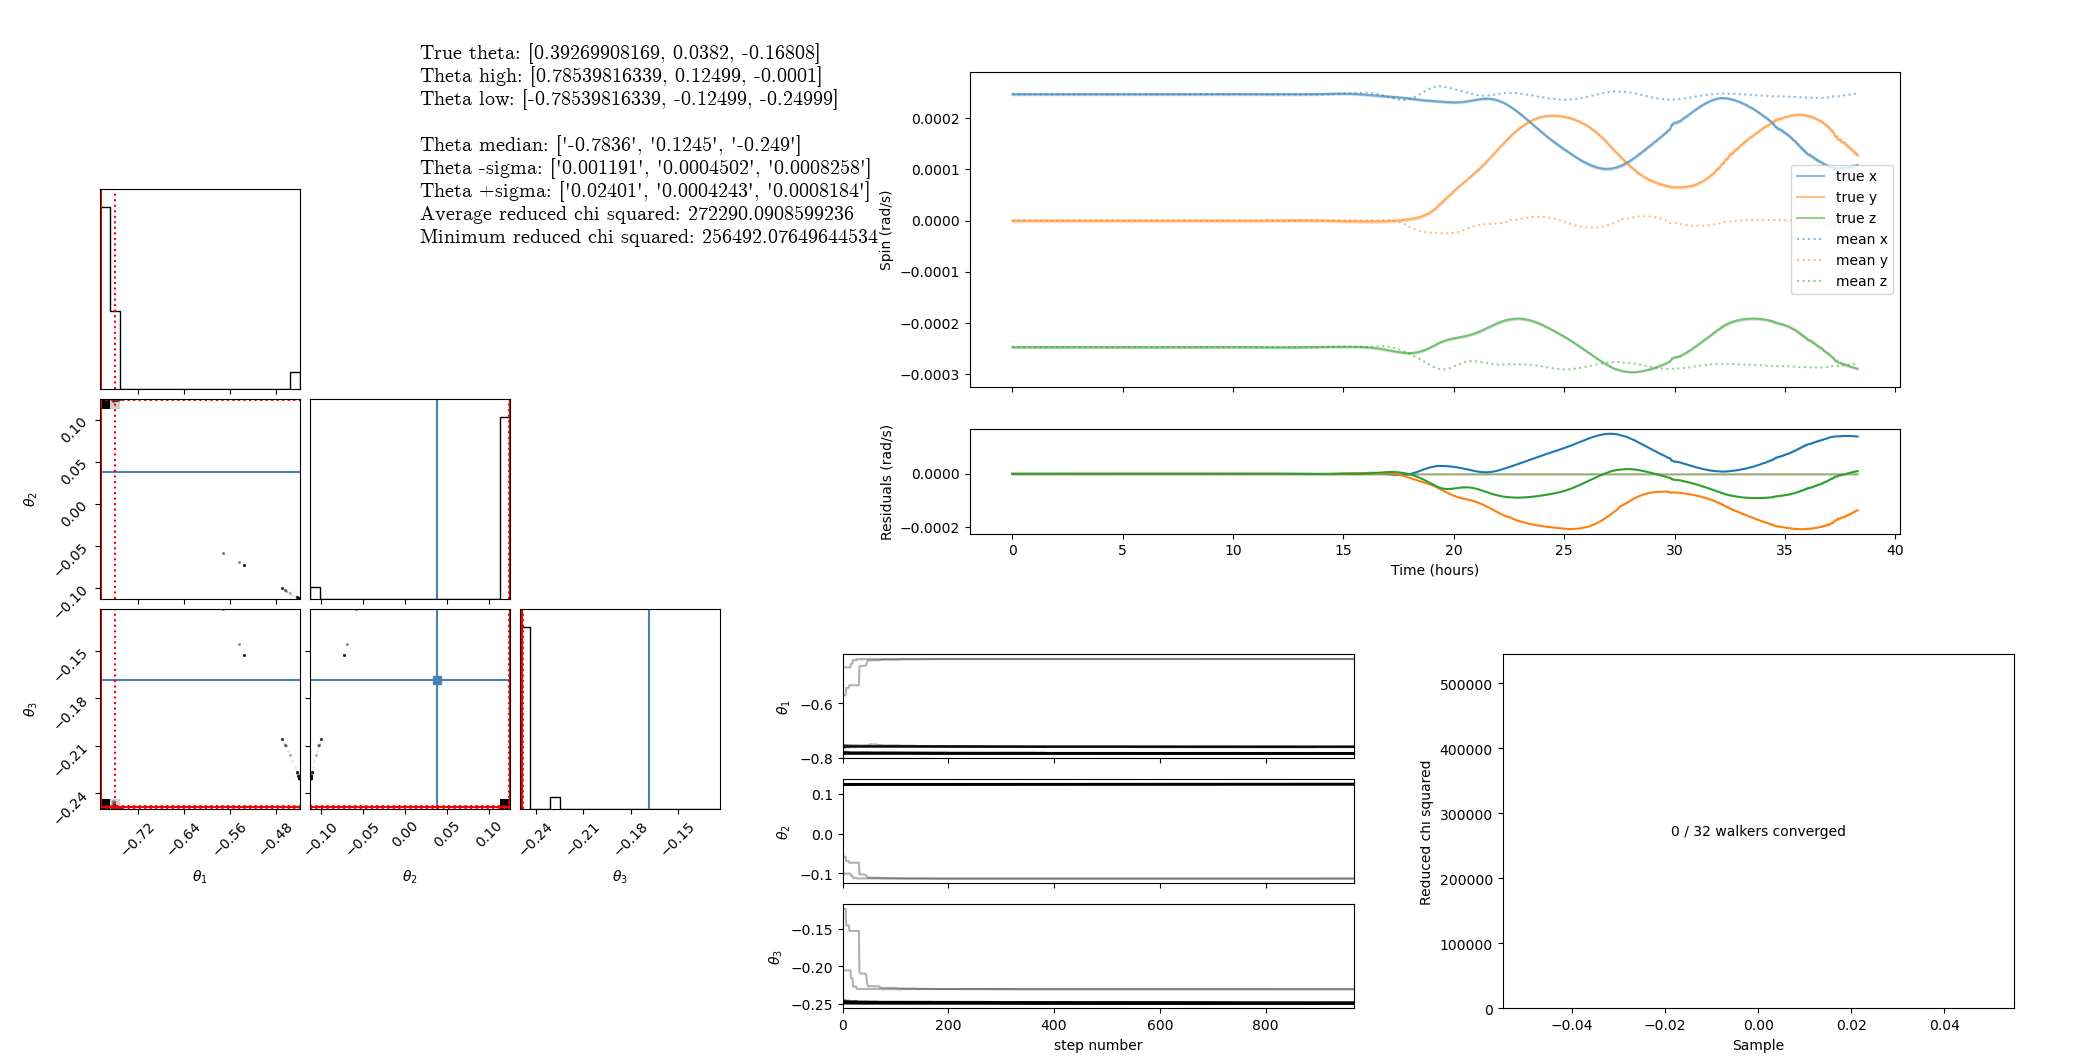 True theta: [0.39269908169, 0.0382, -0.16808]
Theta high: [0.78539816339, 0.12499, -0.0001]
Theta low: [-0.78539816339, -0.12499, -0.24999]
Theta median: ['-0.7836', '0.1245', '-0.249']
Theta -sigma: ['0.001191', '0.0004502', '0.0008258']
Theta +sigma: ['0.02401', '0.0004243', '0.0008184']
Average reduced chi squared: 272290.0908599236
Minimum reduced chi squared: 256492.07649644534
Spin (rad/s)
0.0002
0.0001
0.0000
−0.0001
−0.0002
−0.0003
true x
true y
true z
mean x
mean y
mean z
Residuals (rad/s)
0.0000
−0.0002
0 5 10 15 20 25 30 35 40
Time (hours)
θ2
0.10
0.05
0.00
−0.05
−0.10
θ3
−0.15
−0.18
−0.21
−0.24
−0.72 −0.64 −0.56 −0.48
θ1
−0.10 −0.05 0.00 0.05 0.10
θ2
−0.24 −0.21 −0.18 −0.15
θ3
θ1
−0.6
−0.8
θ2
0.1
0.0
−0.1
θ3
−0.15
−0.20
−0.25
0 200 400 600 800
step number
Reduced chi squared
500000
400000
300000
200000
100000
0
0 / 32 walkers converged
−0.04 −0.02 0.00 0.02 0.04
Sample